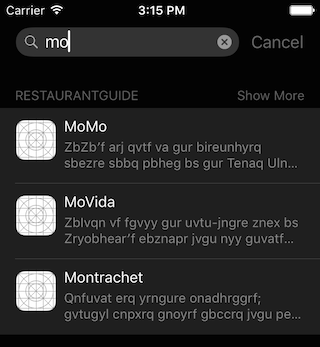 Carrier 3:15 PM
mo Cancel
RESTAURANTGUIDE Show More
MoMo
ZbZb’f arj qvtf va gur bireunhyrq
sbezre sbbq pbheg bs gur Tenaq Uln...
MoVida
Zblvqn vf fgvyy gur uvtu-jngre znex bs
Zryobhear’f ebznapr jvgu nyy guvatf...
Montrachet
Qnfuvat erq yrngure onadhrggrf;
gvtugyl cnpxrq gnoyrf gbccrq jvgu pe...